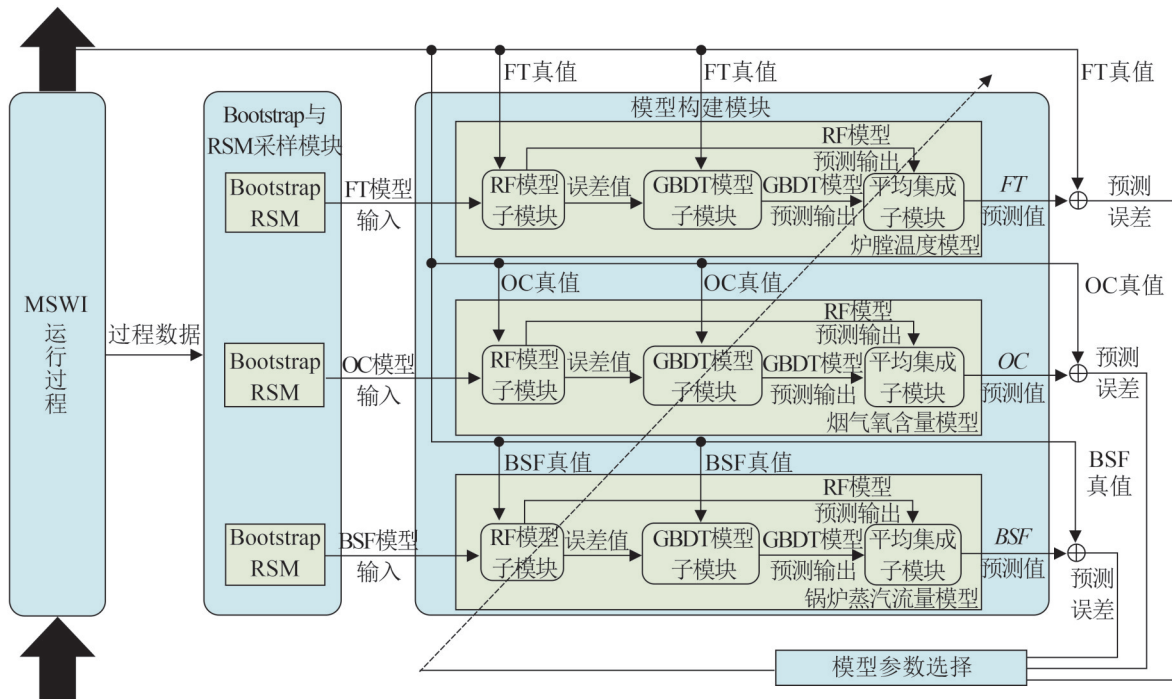 FT真值
FT真值
FT真值
MSWI
运
行
过
程
过程数据
Bootstrap与
RSM采样模块
Bootstrap
RSM
FT模型
输入
Bootstrap
RSM
OC模型
输入
Bootstrap
RSM
BSF模型
输入
模型构建模块
RF模型
预测输出
RF模型
子模块
误差值
GBDT模型
子模块
GBDT模型
预测输出
平均集成
子模块
炉膛温度模型
FT
预测值
预测
误差
OC真值
OC真值
OC真值
RF模型
预测输出
RF模型
子模块
误差值
GBDT模型
子模块
GBDT模型
预测输出
平均集成
子模块
烟气氧含量模型
OC
预测值
预测
误差
BSF真值
BSF真值
BSF
真值
RF模型
预测输出
RF模型
子模块
误差值
GBDT模型
子模块
GBDT模型
预测输出
平均集成
子模块
锅炉蒸汽流量模型
BSF
预测值
预测
误差
模型参数选择